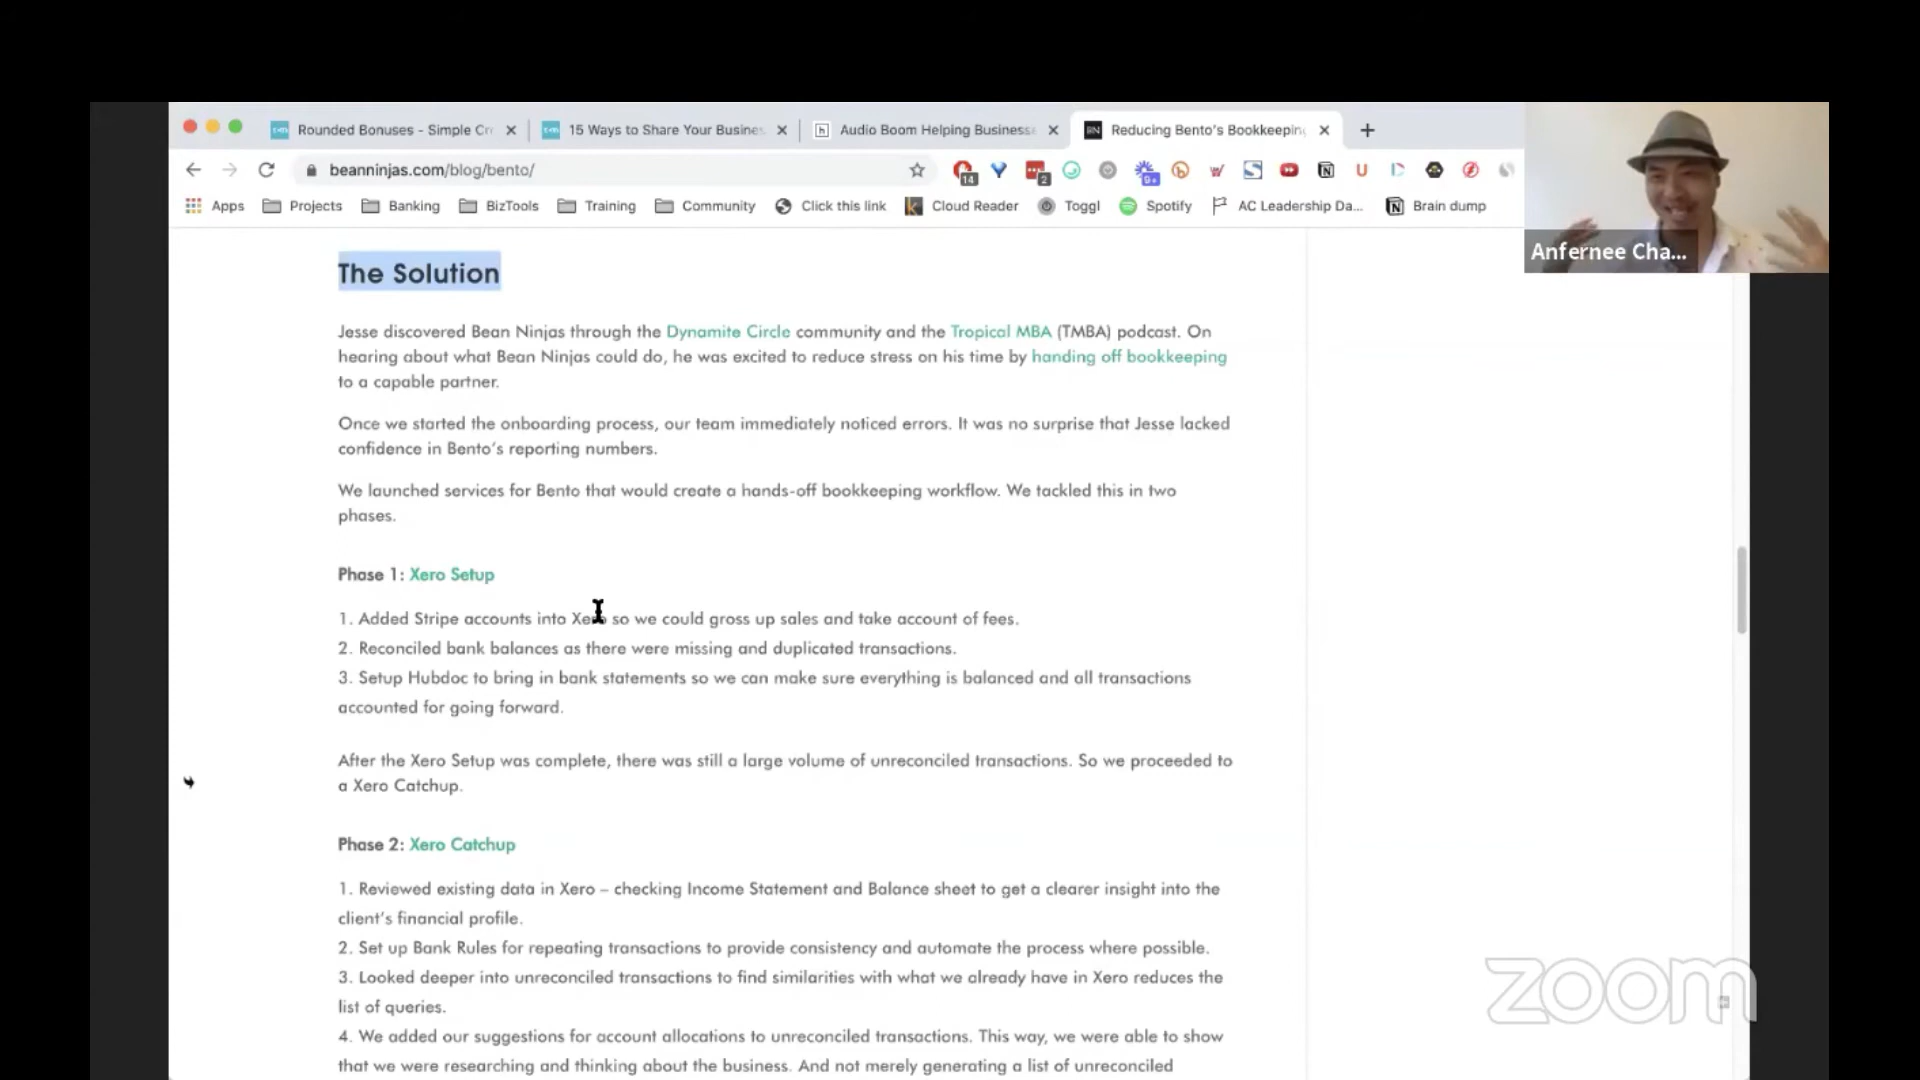 Rounded Bonuses - Simple Cr
15 Ways to Share Your Busines
Audio Boom Helping Business
Reducing Bento's Bookkeeping
beanninjas.com/blog/bento/
14
2
9+
Apps
Projects
Banking
BizTools
Training
Community
Click this link
Cloud Reader
Toggl
Spotify
AC Leadership Da...
Brain dump
Anfernee Cha...
The Solution
Jesse discovered Bean Ninjas through the Dynamite Circle community and the Tropical MBA (TMBA) podcast. On
hearing about what Bean Ninjas could do, he was excited to reduce stress on his time by handing off bookkeeping
to a capable partner.
Once we started the onboarding process, our team immediately noticed errors. It was no surprise that Jesse lacked
confidence in Bento's reporting numbers.
We launched services for Bento that would create a hands-off bookkeeping workflow. We tackled this in two
phases.
Phase 1: Xero Setup
1. Added Stripe accounts into Xero so we could gross up sales and take account of fees.
2. Reconciled bank balances as there were missing and duplicated transactions.
3. Setup Hubdoc to bring in bank statements so we can make sure everything is balanced and all transactions
accounted for going forward.
After the Xero Setup was complete, there was still a large volume of unreconciled transactions. So we proceeded to
a Xero Catchup.
Phase 2: Xero Catchup
1. Reviewed existing data in Xero – checking Income Statement and Balance sheet to get a clearer insight into the
client's financial profile.
2. Set up Bank Rules for repeating transactions to provide consistency and automate the process where possible.
3. Looked deeper into unreconciled transactions to find similarities with what we already have in Xero reduces the
list of queries.
4. We added our suggestions for account allocations to unreconciled transactions. This way, we were able to show
that we were researching and thinking about the business. And not merely generating a list of unreconciled
zoom